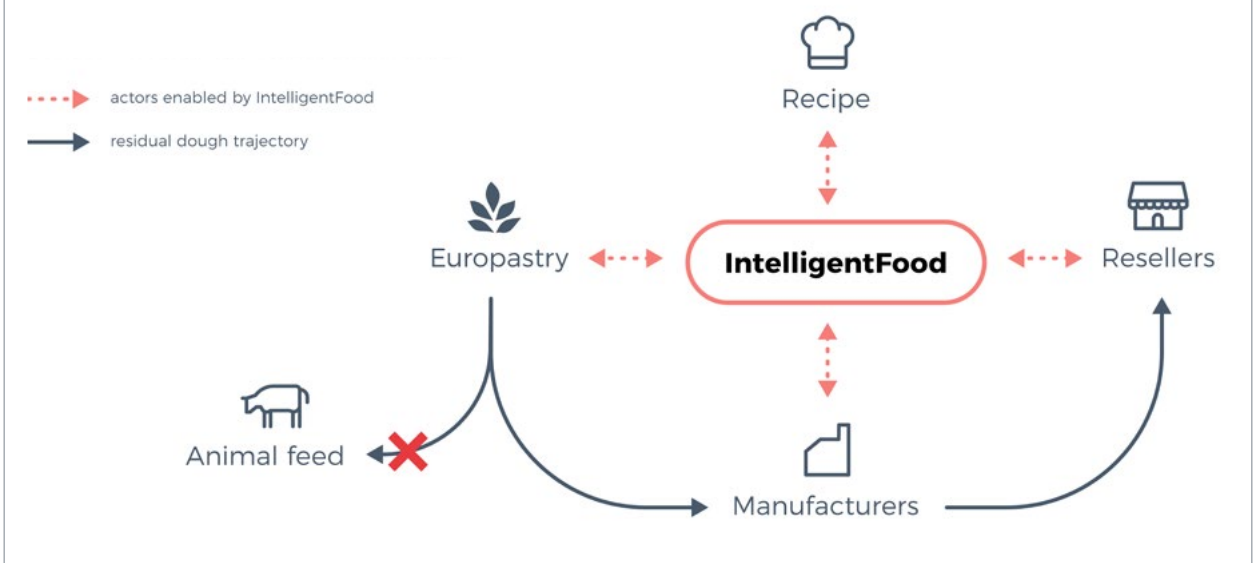 Recipe
actors enabled by IntelligentFood
residual dough trajectory
Europastry
IntelligentFood
Resellers
Animal feed
Manufacturers